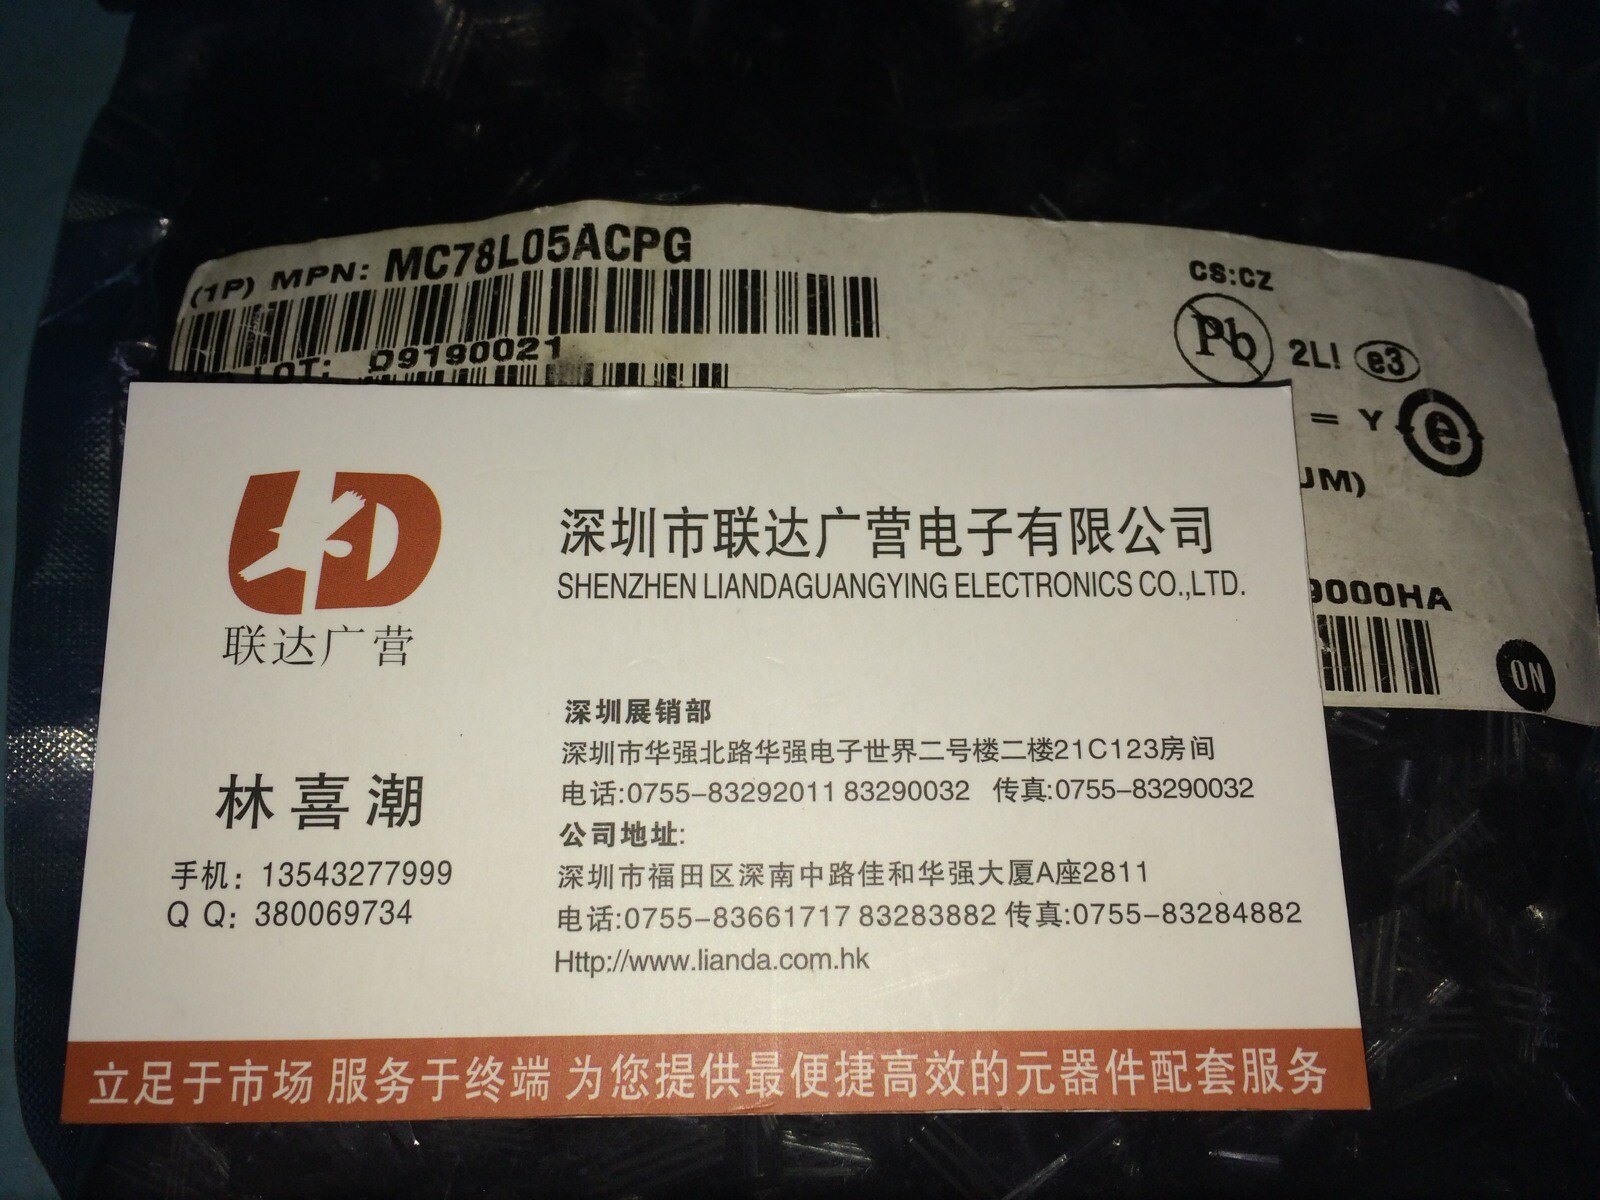 (1P) MPN: MC78L05ACPG
LOT: D9190021
CS:CZ
Pb 2L! e3
= Y e
UM)
9000HA
ON
LD
联达广营
深圳市联达广营电子有限公司
SHENZHEN LIANDAGUANGYING ELECTRONICS CO.,LTD.
林喜潮
手机：13543277999
Q Q：380069734
深圳展销部
深圳市华强北路华强电子世界二号楼二楼21C123房间
电话:0755-83292011 83290032 传真:0755-83290032
公司地址:
深圳市福田区深南中路佳和华强大厦A座2811
电话:0755-83661717 83283882 传真:0755-83284882
Http://www.lianda.com.hk
立足于市场 服务于终端 为您提供最便捷高效的元器件配套服务